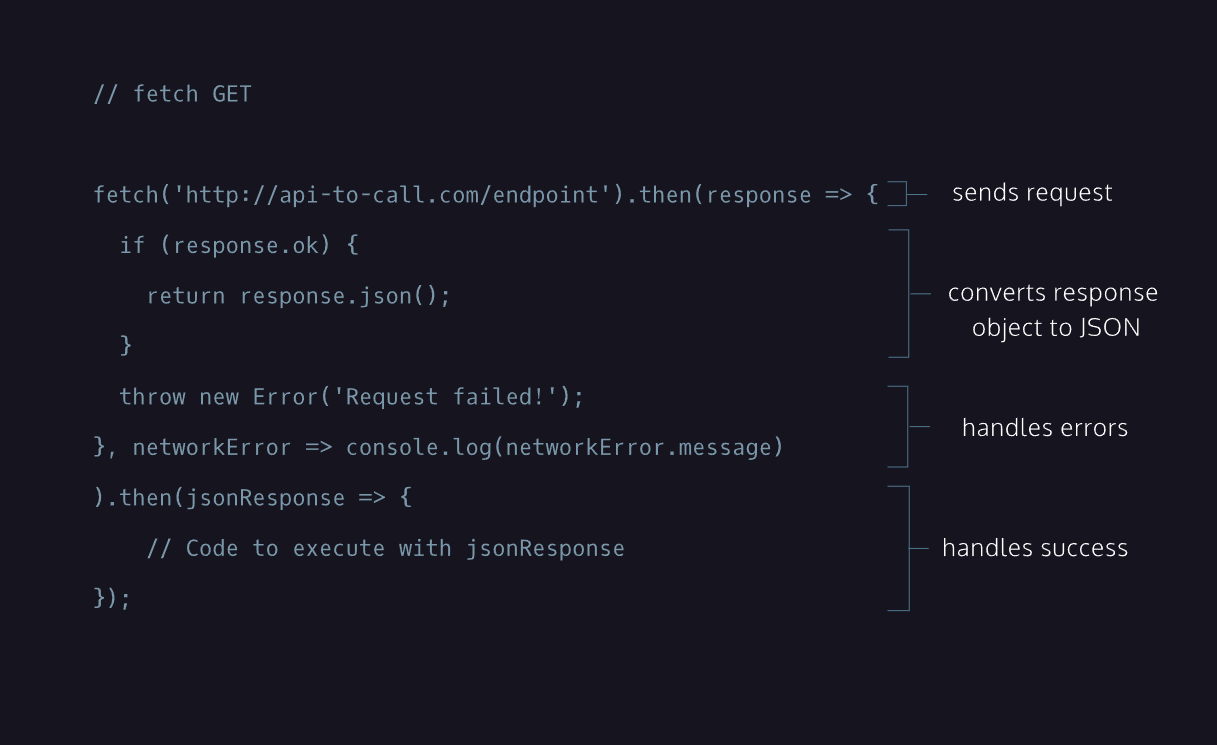 // fetch GET
fetch('http://api-to-call.com/endpoint').then(response => {
sends request
if (response.ok) {
return response.json();
}
converts response
object to JSON
throw new Error('Request failed!');
}, networkError => console.log(networkError.message)
handles errors
).then(jsonResponse => {
// Code to execute with jsonResponse
});
handles success